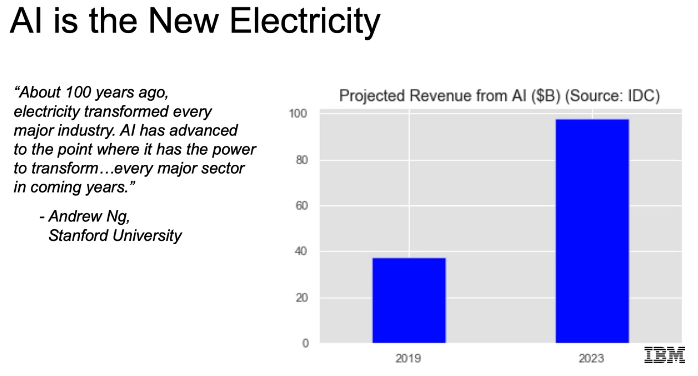 AI is the New Electricity
“About 100 years ago,
electricity transformed every
major industry. AI has advanced
to the point where it has the power
to transform…every major sector
in coming years.”
- Andrew Ng,
Stanford University
Projected Revenue from AI ($B) (Source: IDC)
100
80
60
40
20
0
2019
2023
IBM